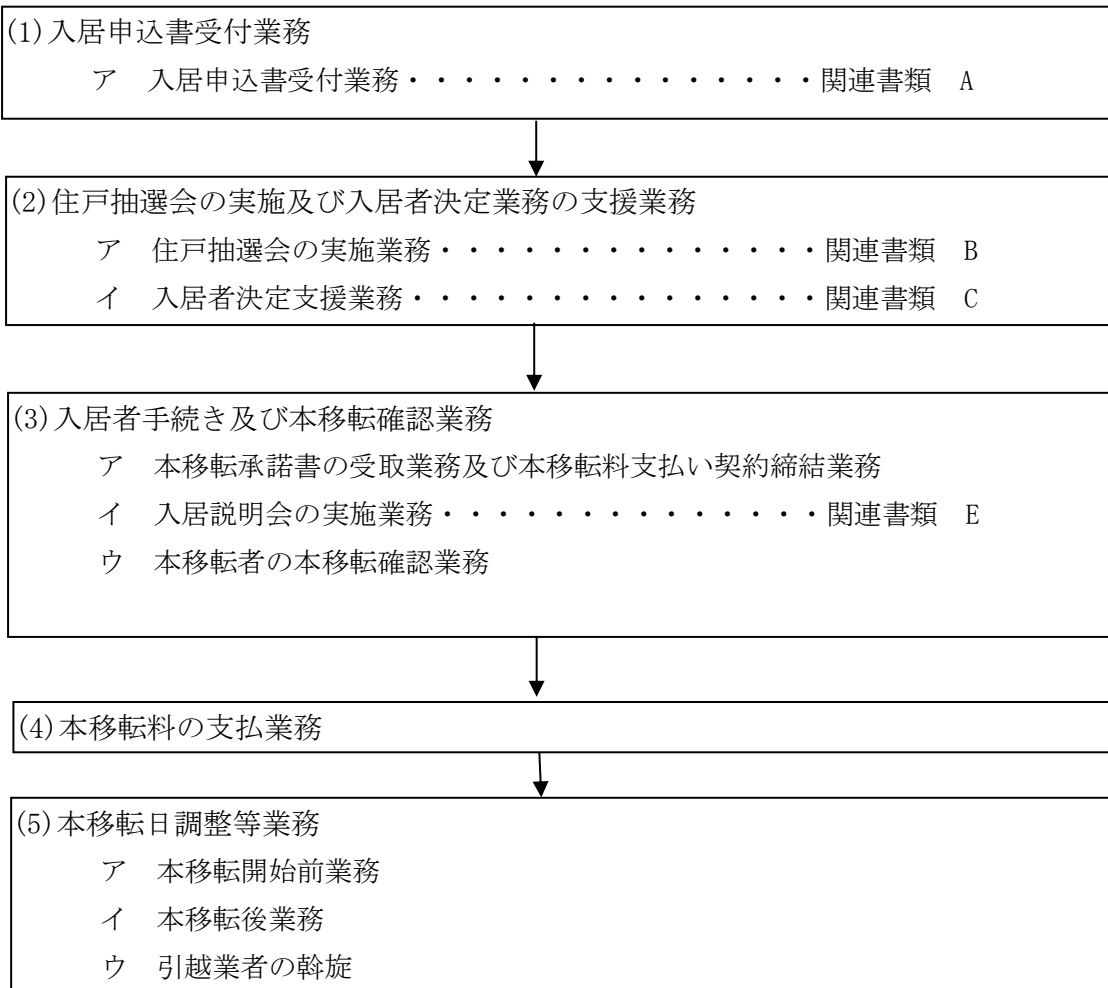 (1)入居申込書受付業務
ア　入居申込書受付業務・・・・・・・・・・・・・・・関連書類　A
(2)住戸抽選会の実施及び入居者決定業務の支援業務
ア　住戸抽選会の実施業務・・・・・・・・・・・・・・関連書類　B
イ　入居者決定支援業務・・・・・・・・・・・・・・・関連書類　C
(3)入居者手続き及び本移転確認業務
ア　本移転承諾書の受取業務及び本移転料支払い契約締結業務
イ　入居説明会の実施業務・・・・・・・・・・・・・・関連書類　E
ウ　本移転者の本移転確認業務
(4)本移転料の支払業務
(5)本移転日調整等業務
ア　本移転開始前業務
イ　本移転後業務
ウ　引越業者の斡旋